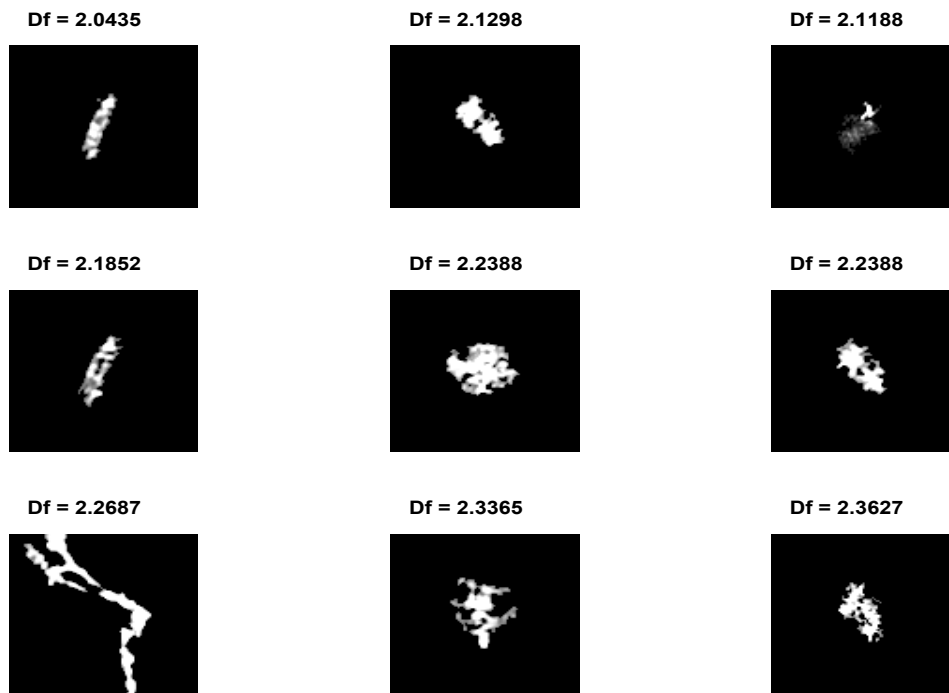 Df = 2.0435
Df = 2.1298
Df = 2.1188
Df = 2.1852
Df = 2.2388
Df = 2.2388
Df = 2.2687
Df = 2.3365
Df = 2.3627